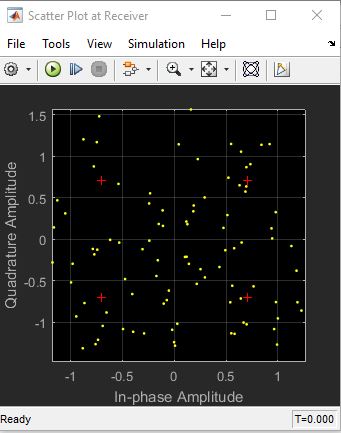 Scatter Plot at Receiver
File Tools View Simulation Help
1.5
1
0.5
0
-0.5
-1
Quadrature Amplitude
-1 -0.5 0 0.5 1
In-phase Amplitude
Ready T=0.000